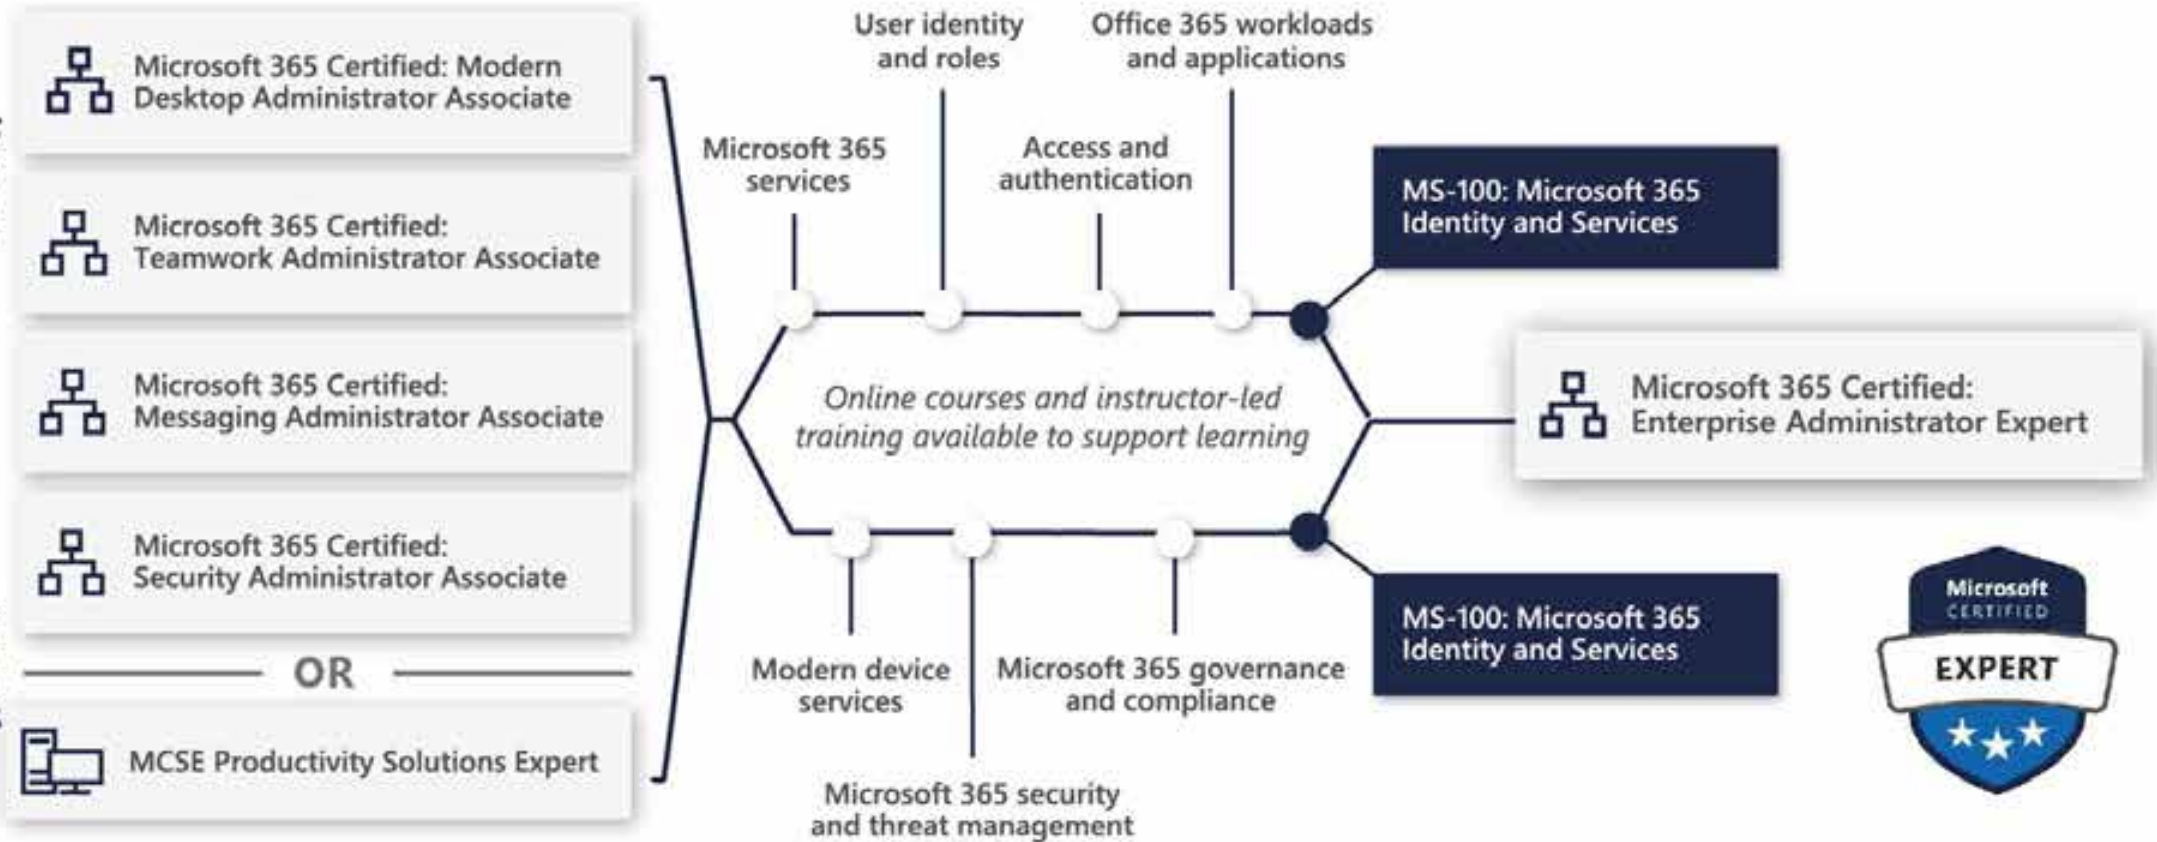 Microsoft 365 Certified: Modern
Desktop Administrator Associate
Microsoft 365 Certified:
Teamwork Administrator Associate
Microsoft 365 Certified:
Messaging Administrator Associate
Microsoft 365 Certified:
Security Administrator Associate
OR
MCSE Productivity Solutions Expert
User identity
and roles
Office 365 workloads
and applications
Microsoft 365
services
Access and
authentication
Online courses and instructor-led
training available to support learning
Modern device
services
Microsoft 365 governance
and compliance
Microsoft 365 security
and threat management
MS-100: Microsoft 365
Identity and Services
Microsoft 365 Certified:
Enterprise Administrator Expert
MS-100: Microsoft 365
Identity and Services
Microsoft
CERTIFIED
EXPERT